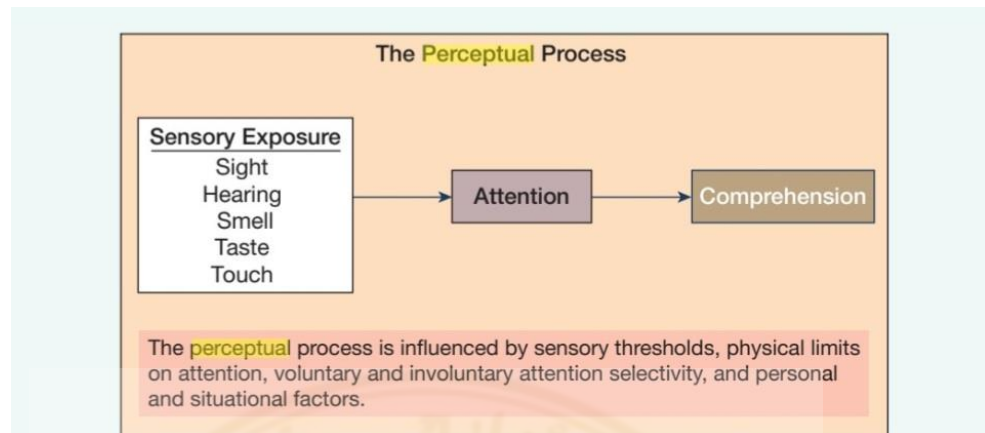 The Perceptual Process
Sensory Exposure
Sight
Hearing
Smell
Taste
Touch
Attention
Comprehension
The perceptual process is influenced by sensory thresholds, physical limits
on attention, voluntary and involuntary attention selectivity, and personal
and situational factors.